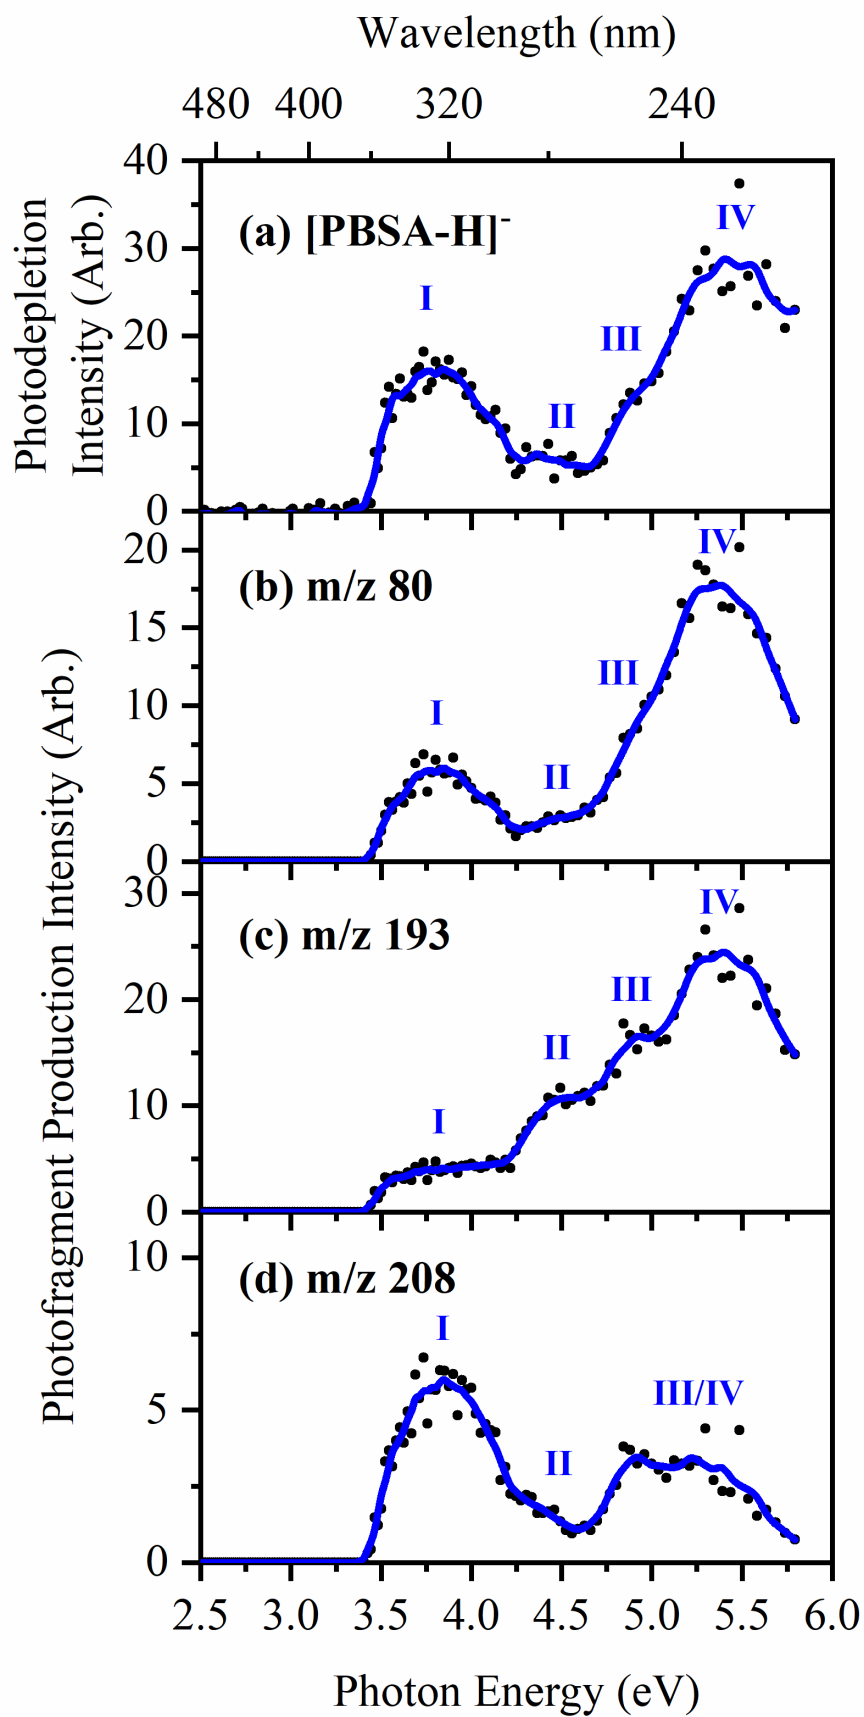 Wavelength (nm)
480 400 320 240
Photodepletion
Intensity (Arb.)
40
30
20
10
0
(a) [PBSA-H]-
I
II
III
IV
Photofragment Production Intensity (Arb.)
20
15
10
5
0
(b) m/z 80
I
II
III
IV
30
20
10
0
(c) m/z 193
I
II
III
IV
10
5
0
(d) m/z 208
I
II
III/IV
2.5 3.0 3.5 4.0 4.5 5.0 5.5 6.0
Photon Energy (eV)